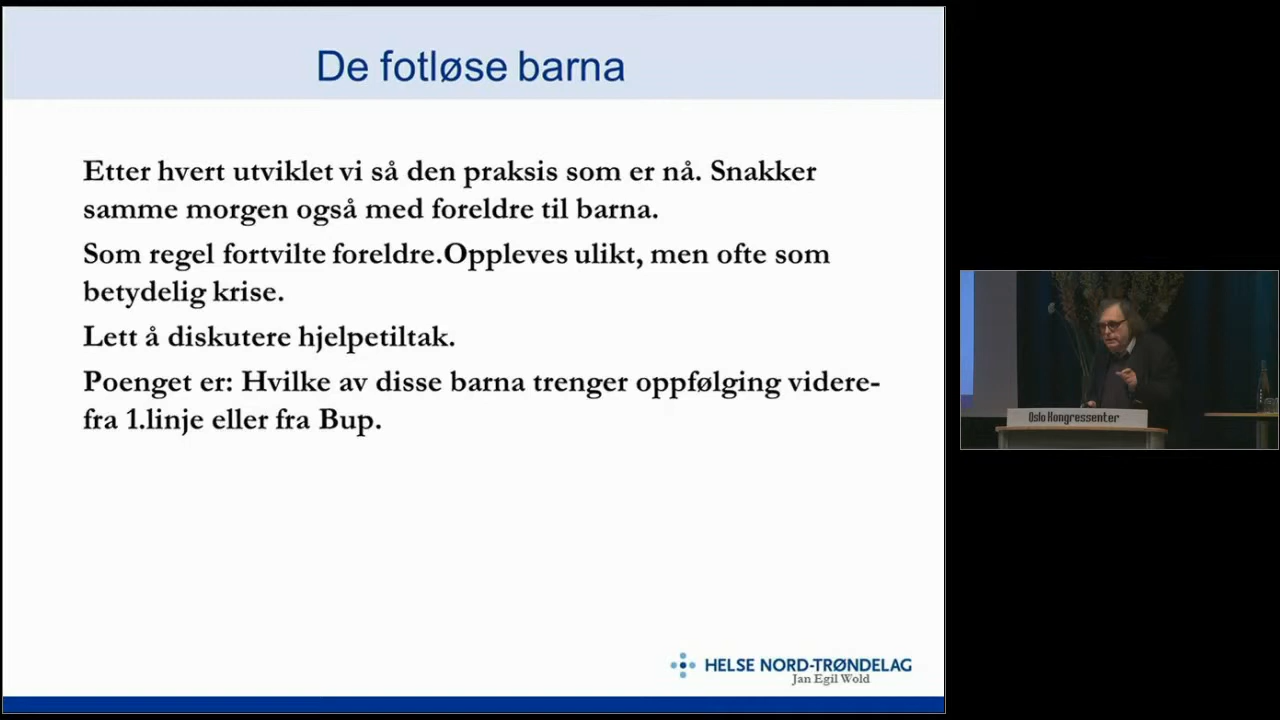 De fotløse barna
Etter hvert utviklet vi så den praksis som er nå. Snakker
samme morgen også med foreldre til barna.
Som regel fortvilte foreldre.Oppleves ulikt, men ofte som
betydelig krise.
Lett å diskutere hjelpetiltak.
Poenget er: Hvilke av disse barna trenger oppfølging videre-
fra 1.linje eller fra Bup.
HELSE NORD-TRØNDELAG
Jan Egil Wold
Oslo Kongressenter